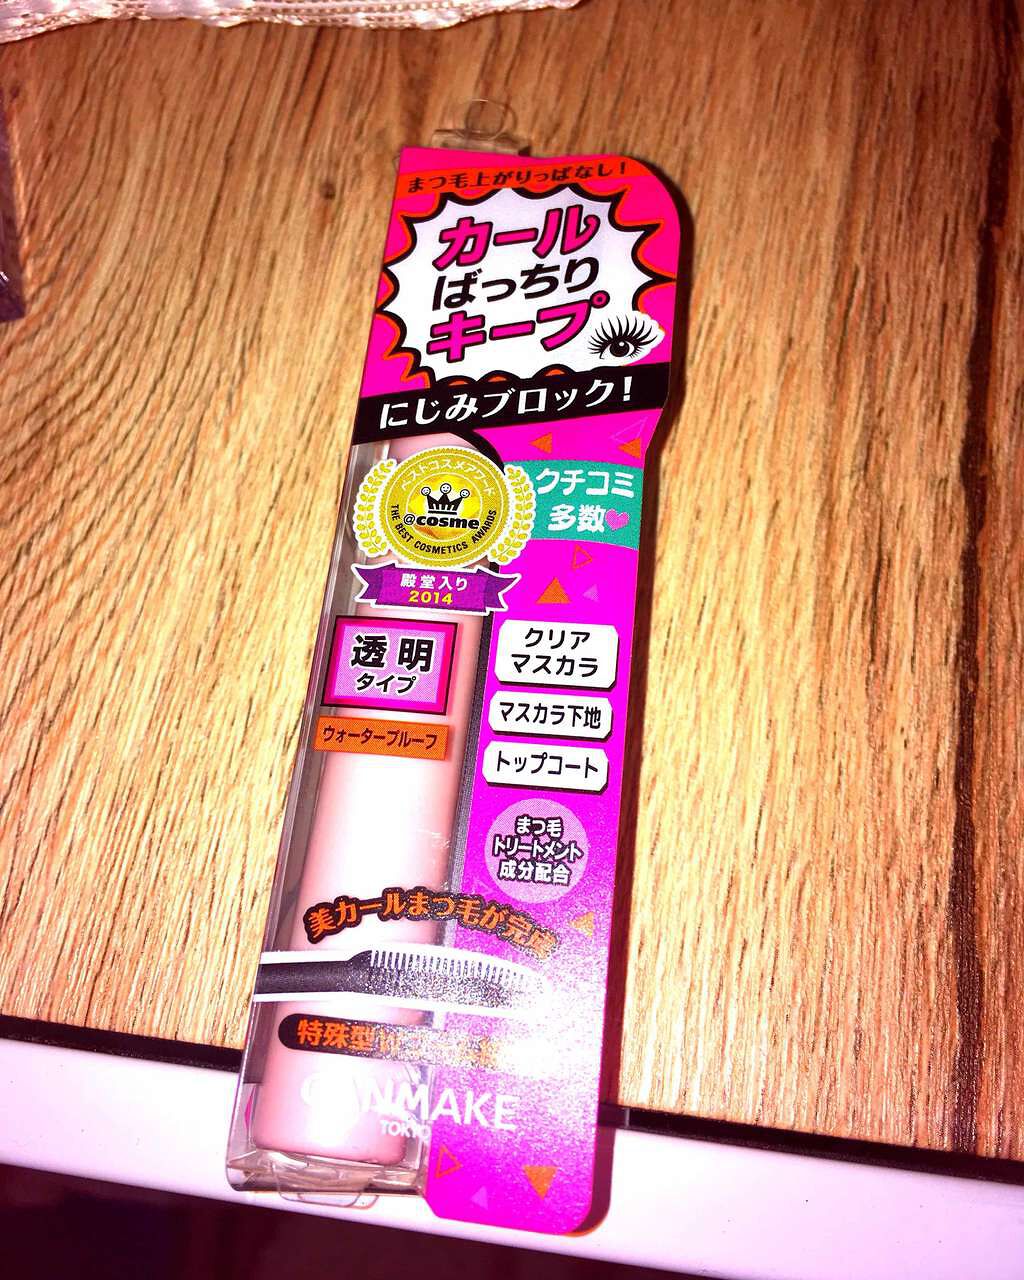 まつ毛上がりっぱなし!
カール
ばっちり
キープ
にじみブロック!
ベストコスメアワード
@cosme
THE BEST COSMETICS AWARDS
殿堂入り
2014
クチコミ
多数
透明
タイプ
ウォータープルーフ
クリア
マスカラ
マスカラ下地
トップコート
まつ毛
トリートメント
成分配合
美カールまつ毛が完成
特殊型
CANMAKE
TOKYO